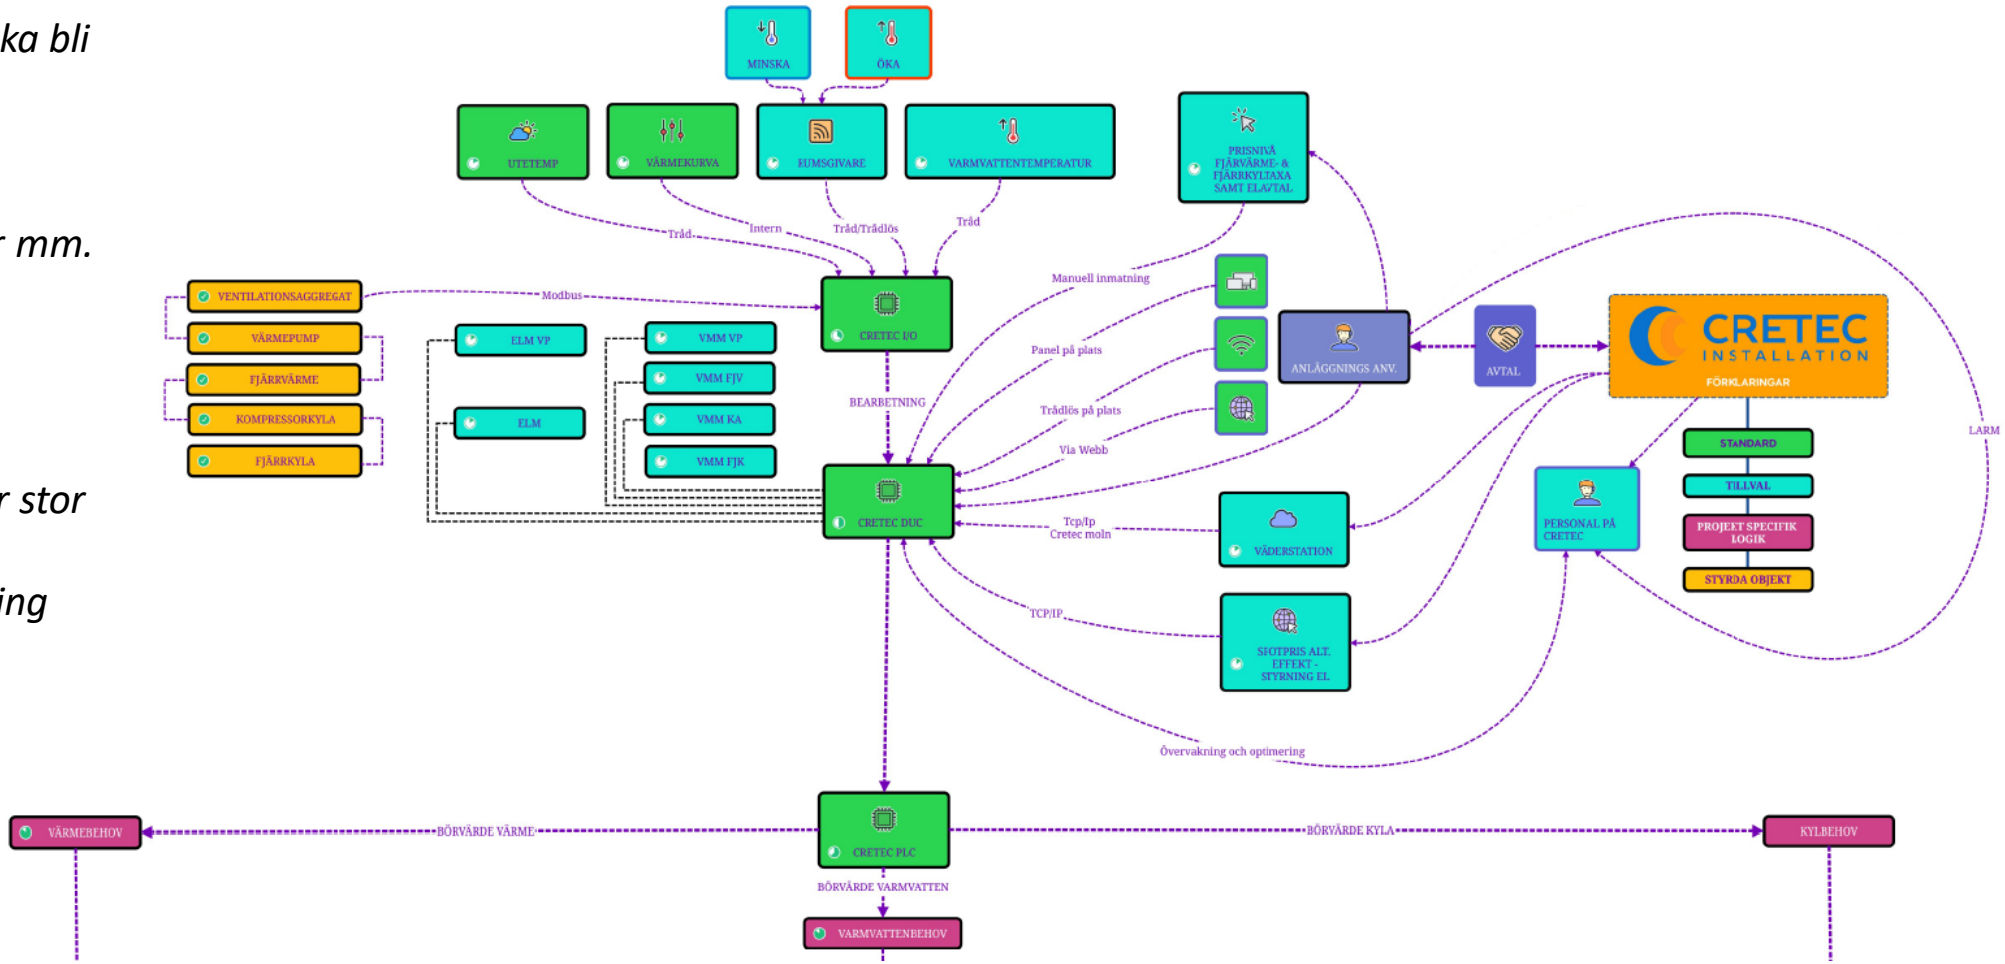 ka bli
r mm.
r stor
ing
MINSKA
ÖKA
UTETEMP
VÄRMEKURVA
RUMSGIVARE
VARMVATTENTEMPERATUR
PRISNIVÅ
FJÄRVÄRME- &
FJÄRRKYLTAXA
SAMT ELAVTAL
Tråd
Intern
Tråd/Trådlös
Tråd
Manuell inmatning
VENTILATIONSAGGREGAT
VÄRMEPUMP
FJÄRRVÄRME
KOMPRESSORKYLA
FJÄRRKYLA
Modbus
ELM VP
ELM
VMM VP
VMM FJV
VMM KA
VMM FJK
CRETEC I/O
BEARBETNING
CRETEC DUC
Panel på plats
Trådlös på plats
Via Webb
ANLÄGGNINGS ANV.
AVTAL
CRETEC
INSTALLATION
FÖRKLARINGAR
STANDARD
TILLVAL
PROJEKT SPECIFIK
LOGIK
STYRDA OBJEKT
LARM
PERSONAL PÅ
CRETEC
Tcp/Ip
Cretec moln
VÄDERSTATION
TCP/IP
SPOTPRIS ALT.
EFFEKT -
STYRNING EL
Övervakning och optimering
VÄRMEBEHOV
BÖRVÄRDE VÄRME
CRETEC PLC
BÖRVÄRDE KYLA
KYLBEHOV
BÖRVÄRDE VARMVATTEN
VARMVATTENBEHOV